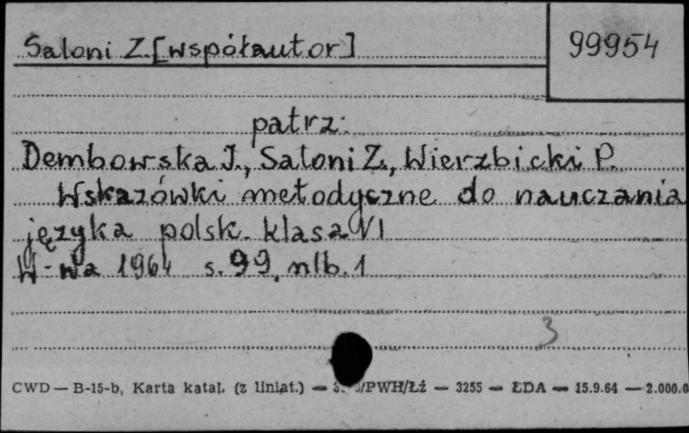 Saloni Z. [współautor]
99954
patrz:
Dembowska J., Saloni Z., Wierzbicki P.
Wskazówki metodyczne do nauczania
języka polsk. klasa VI
W-wa 1964 s. 99, nlb. 1
3
CWD — B-15-b, Karta katal. (z liniat.) — /PWH/Łź — 3255 — ŁDA — 15.9.64 — 2.000.0